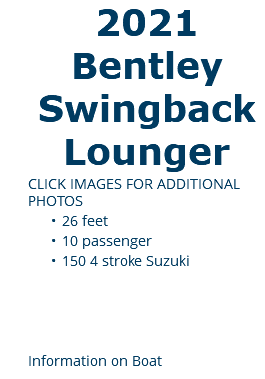 2021
Bentley
Swingback
Lounger
CLICK IMAGES FOR ADDITIONAL
PHOTOS
• 26 feet
• 10 passenger
• 150 4 stroke Suzuki
Information on Boat